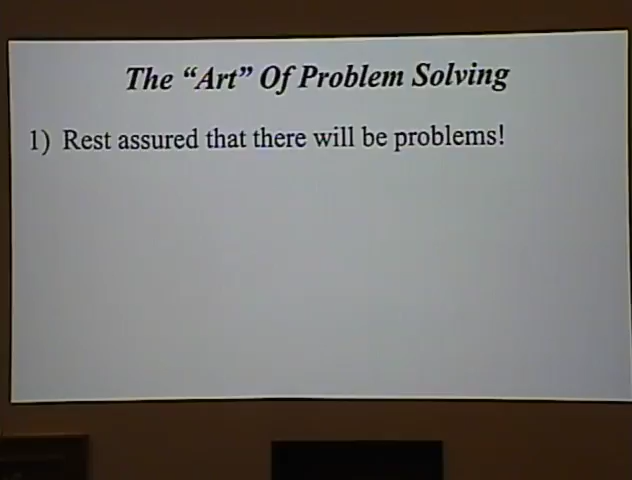 The “Art” Of Problem Solving
1) Rest assured that there will be problems!